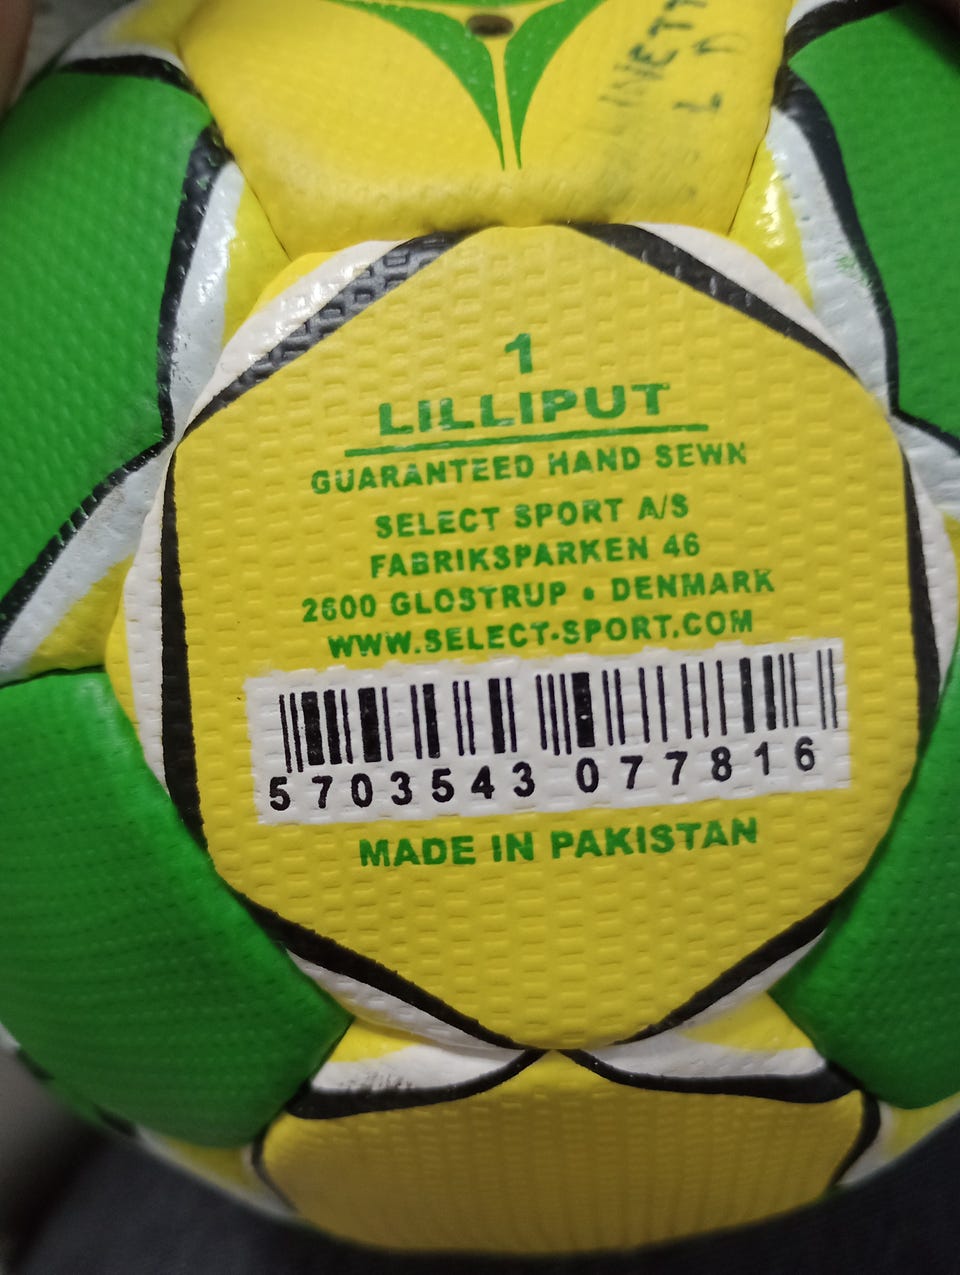 1
LILLIPUT
GUARANTEED HAND SEWN
SELECT SPORT A/S
FABRIKSPARKEN 46
2600 GLOSTRUP • DENMARK
WWW.SELECT-SPORT.COM
5703543 077816
MADE IN PAKISTAN